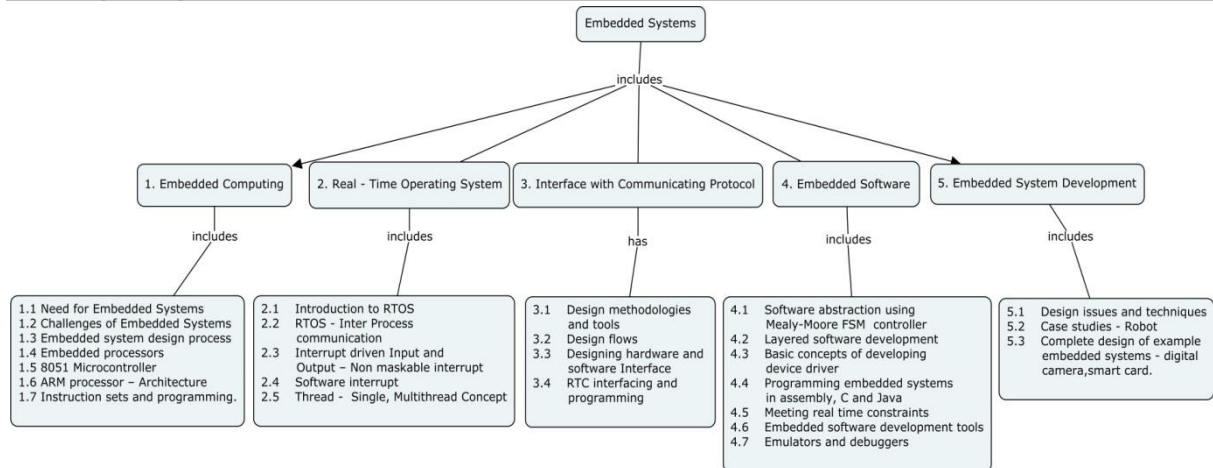 Embedded Systems
includes
1. Embedded Computing
2. Real - Time Operating System
3. Interface with Communicating Protocol
4. Embedded Software
5. Embedded System Development
includes
includes
has
includes
includes
1.1 Need for Embedded Systems
1.2 Challenges of Embedded Systems
1.3 Embedded system design process
1.4 Embedded processors
1.5 8051 Microcontroller
1.6 ARM processor – Architecture
1.7 Instruction sets and programming.
2.1 Introduction to RTOS
2.2 RTOS - Inter Process
communication
2.3 Interrupt driven Input and
Output – Non maskable interrupt
2.4 Software interrupt
2.5 Thread - Single, Multithread Concept
3.1 Design methodologies
and tools
3.2 Design flows
3.3 Designing hardware and
software Interface
3.4 RTC interfacing and
programming
4.1 Software abstraction using
Mealy-Moore FSM controller
4.2 Layered software development
4.3 Basic concepts of developing
device driver
4.4 Programming embedded systems
in assembly, C and Java
4.5 Meeting real time constraints
4.6 Embedded software development tools
4.7 Emulators and debuggers
5.1 Design issues and techniques
5.2 Case studies - Robot
5.3 Complete design of example
embedded systems - digital
camera,smart card.